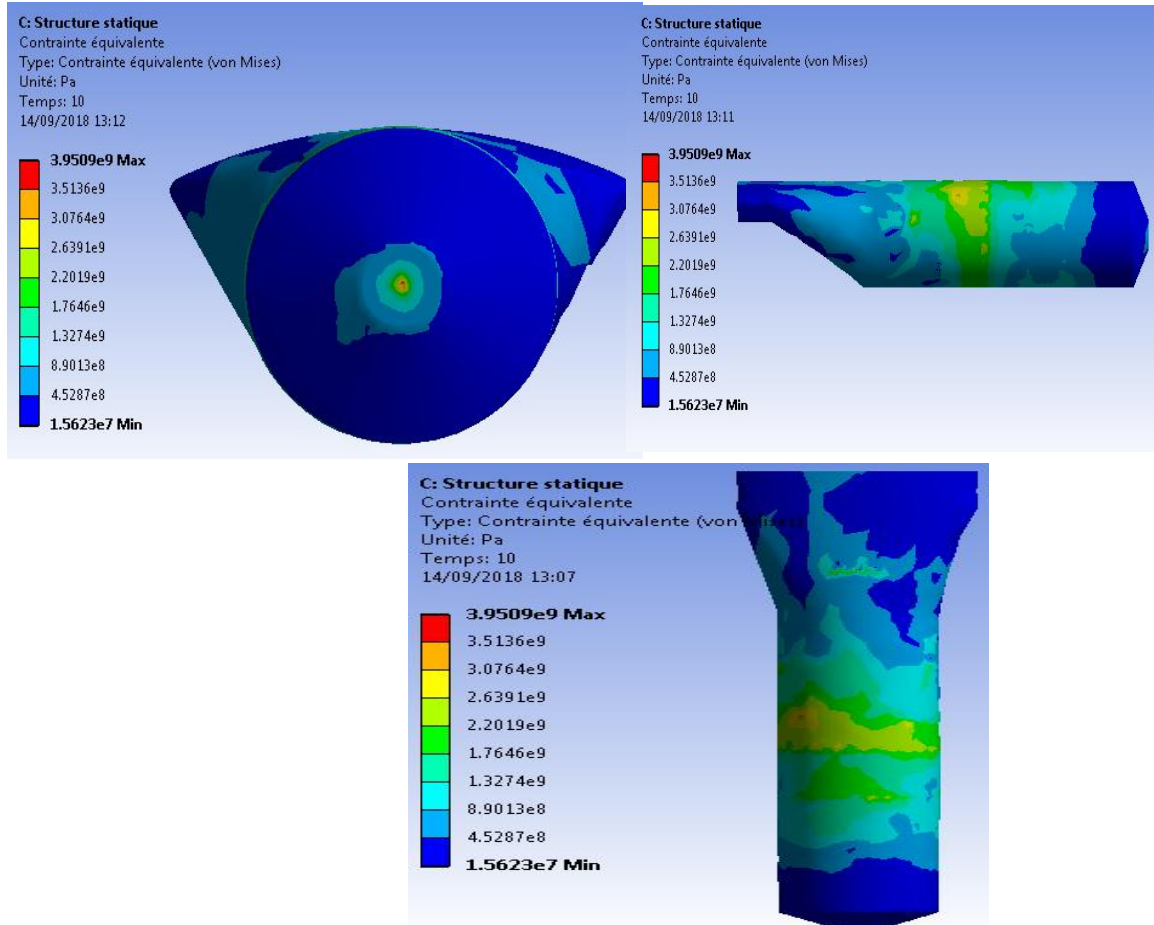 C: Structure statique
Contrainte équivalente
Type: Contrainte équivalente (von Mises)
Unité: Pa
Temps: 10
14/09/2018 13:12
3.9509e9 Max
3.5136e9
3.0764e9
2.6391e9
2.2019e9
1.7646e9
1.3274e9
8.9013e8
4.5287e8
1.5623e7 Min
C: Structure statique
Contrainte équivalente
Type: Contrainte équivalente (von Mises)
Unité: Pa
Temps: 10
14/09/2018 13:11
3.9509e9 Max
3.5136e9
3.0764e9
2.6391e9
2.2019e9
1.7646e9
1.3274e9
8.9013e8
4.5287e8
1.5623e7 Min
C: Structure statique
Contrainte équivalente
Type: Contrainte équivalente (von Mises)
Unité: Pa
Temps: 10
14/09/2018 13:07
3.9509e9 Max
3.5136e9
3.0764e9
2.6391e9
2.2019e9
1.7646e9
1.3274e9
8.9013e8
4.5287e8
1.5623e7 Min